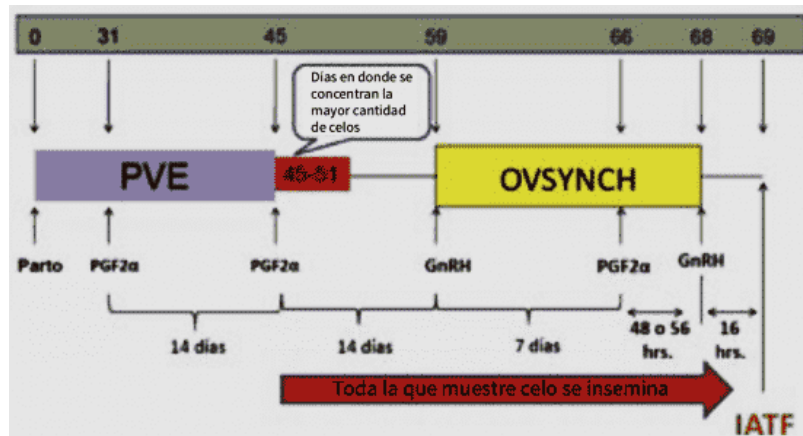 0 31 45 59 66 68 69
Días en donde se
concentran la
mayor cantidad
de celos
PVE
45-51
OVSYNCH
Parto PGF2α PGF2α GnRH PGF2α GnRH
14 días 14 días 7 días 48 o 56 hrs. 16 hrs.
Toda la que muestre celo se insemina
IATF